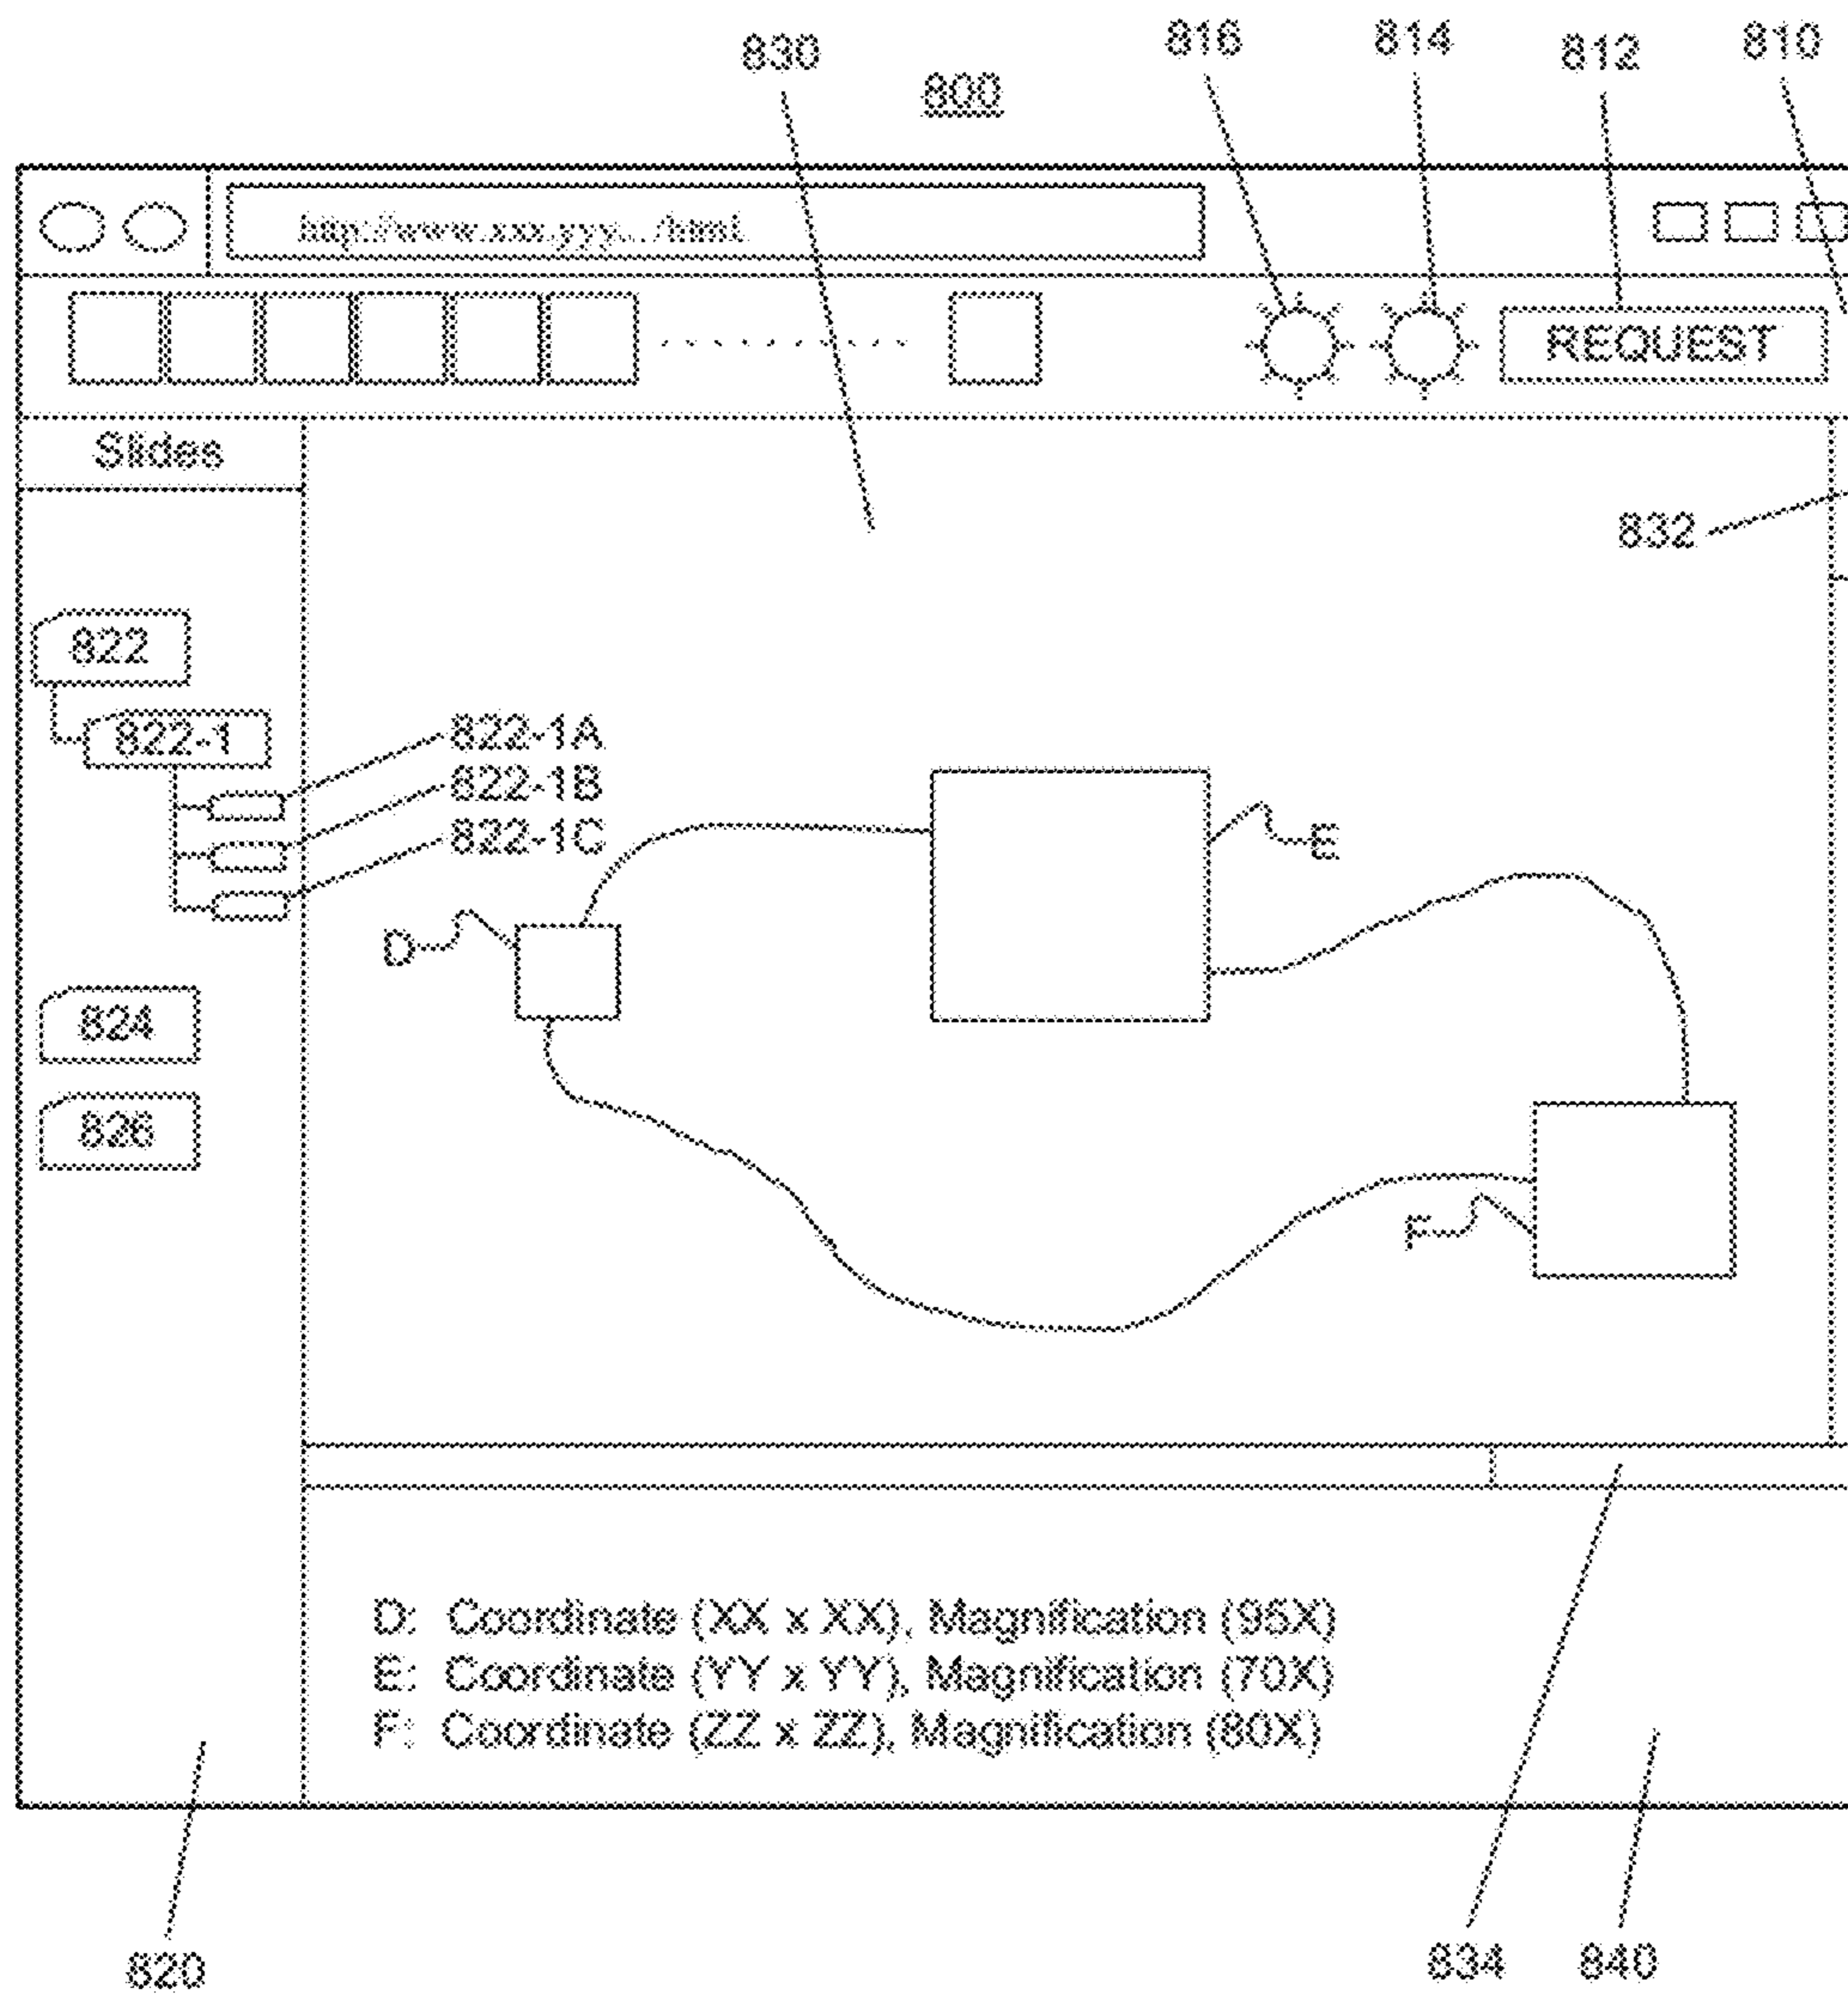 830
800
816
814
812
810
http://www.xxx.yyy.../html
REQUEST
Slides
832
822
822-1
822-1A
822-1B
822-1C
E
D
824
826
F
D: Coordinate (XX x XX), Magnification (95X)
E: Coordinate (YY x YY), Magnification (70X)
F: Coordinate (ZZ x ZZ), Magnification (80X)
820
834
840